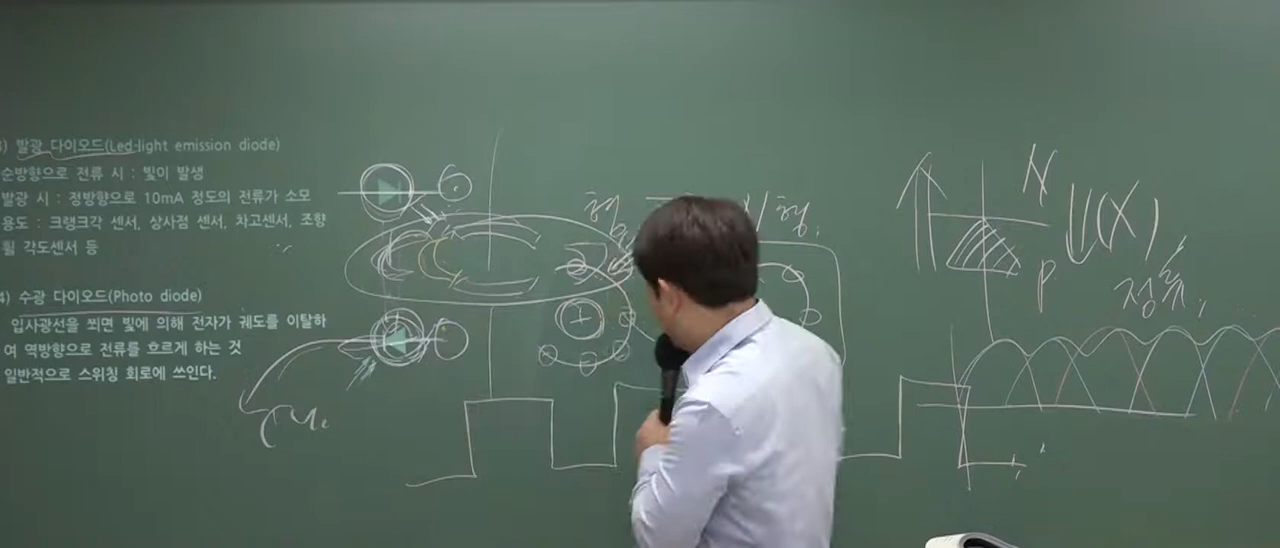 3) 발광 다이오드(Led-light emission diode)
순방향으로 전류 시 : 빛이 발생
발광 시 : 정방향으로 10mA 정도의 전류가 소모
용도 : 크랭크각 센서, 상사점 센서, 차고센서, 조향
휠 각도센서 등
4) 수광 다이오드(Photo diode)
입사광선을 쬐면 빛에 의해 전자가 궤도를 이탈하
여 역방향으로 전류를 흐르게 하는 것
일반적으로 스위칭 회로에 쓰인다.
N
P
(X)
정류